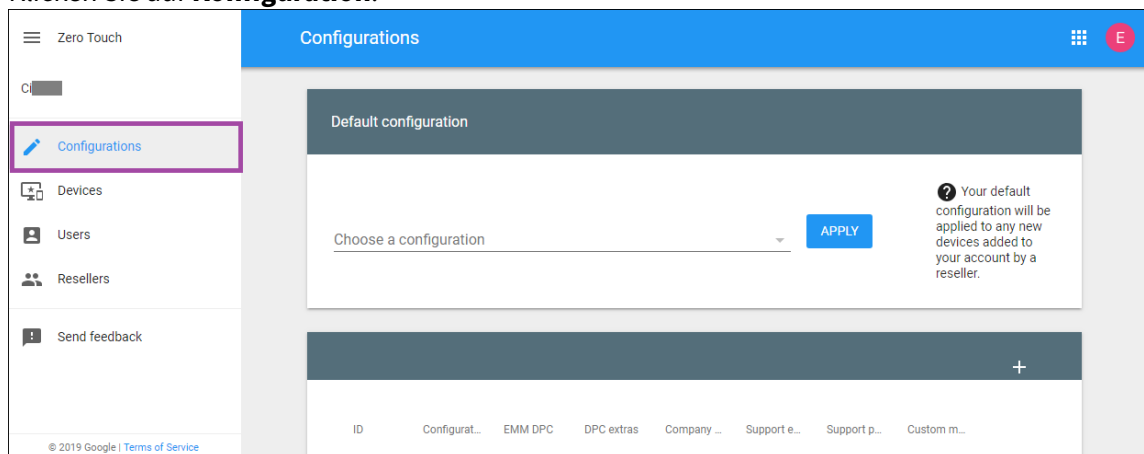 Klicken Sie auf Konfiguration.
Zero Touch
Configurations
E
Ci
Configurations
Devices
Users
Resellers
Send feedback
© 2019 Google | Terms of Service
Default configuration
Choose a configuration
APPLY
Your default
configuration will be
applied to any new
devices added to
your account by a
reseller.
+
ID Configurat... EMM DPC DPC extras Company ... Support e... Support p... Custom m...